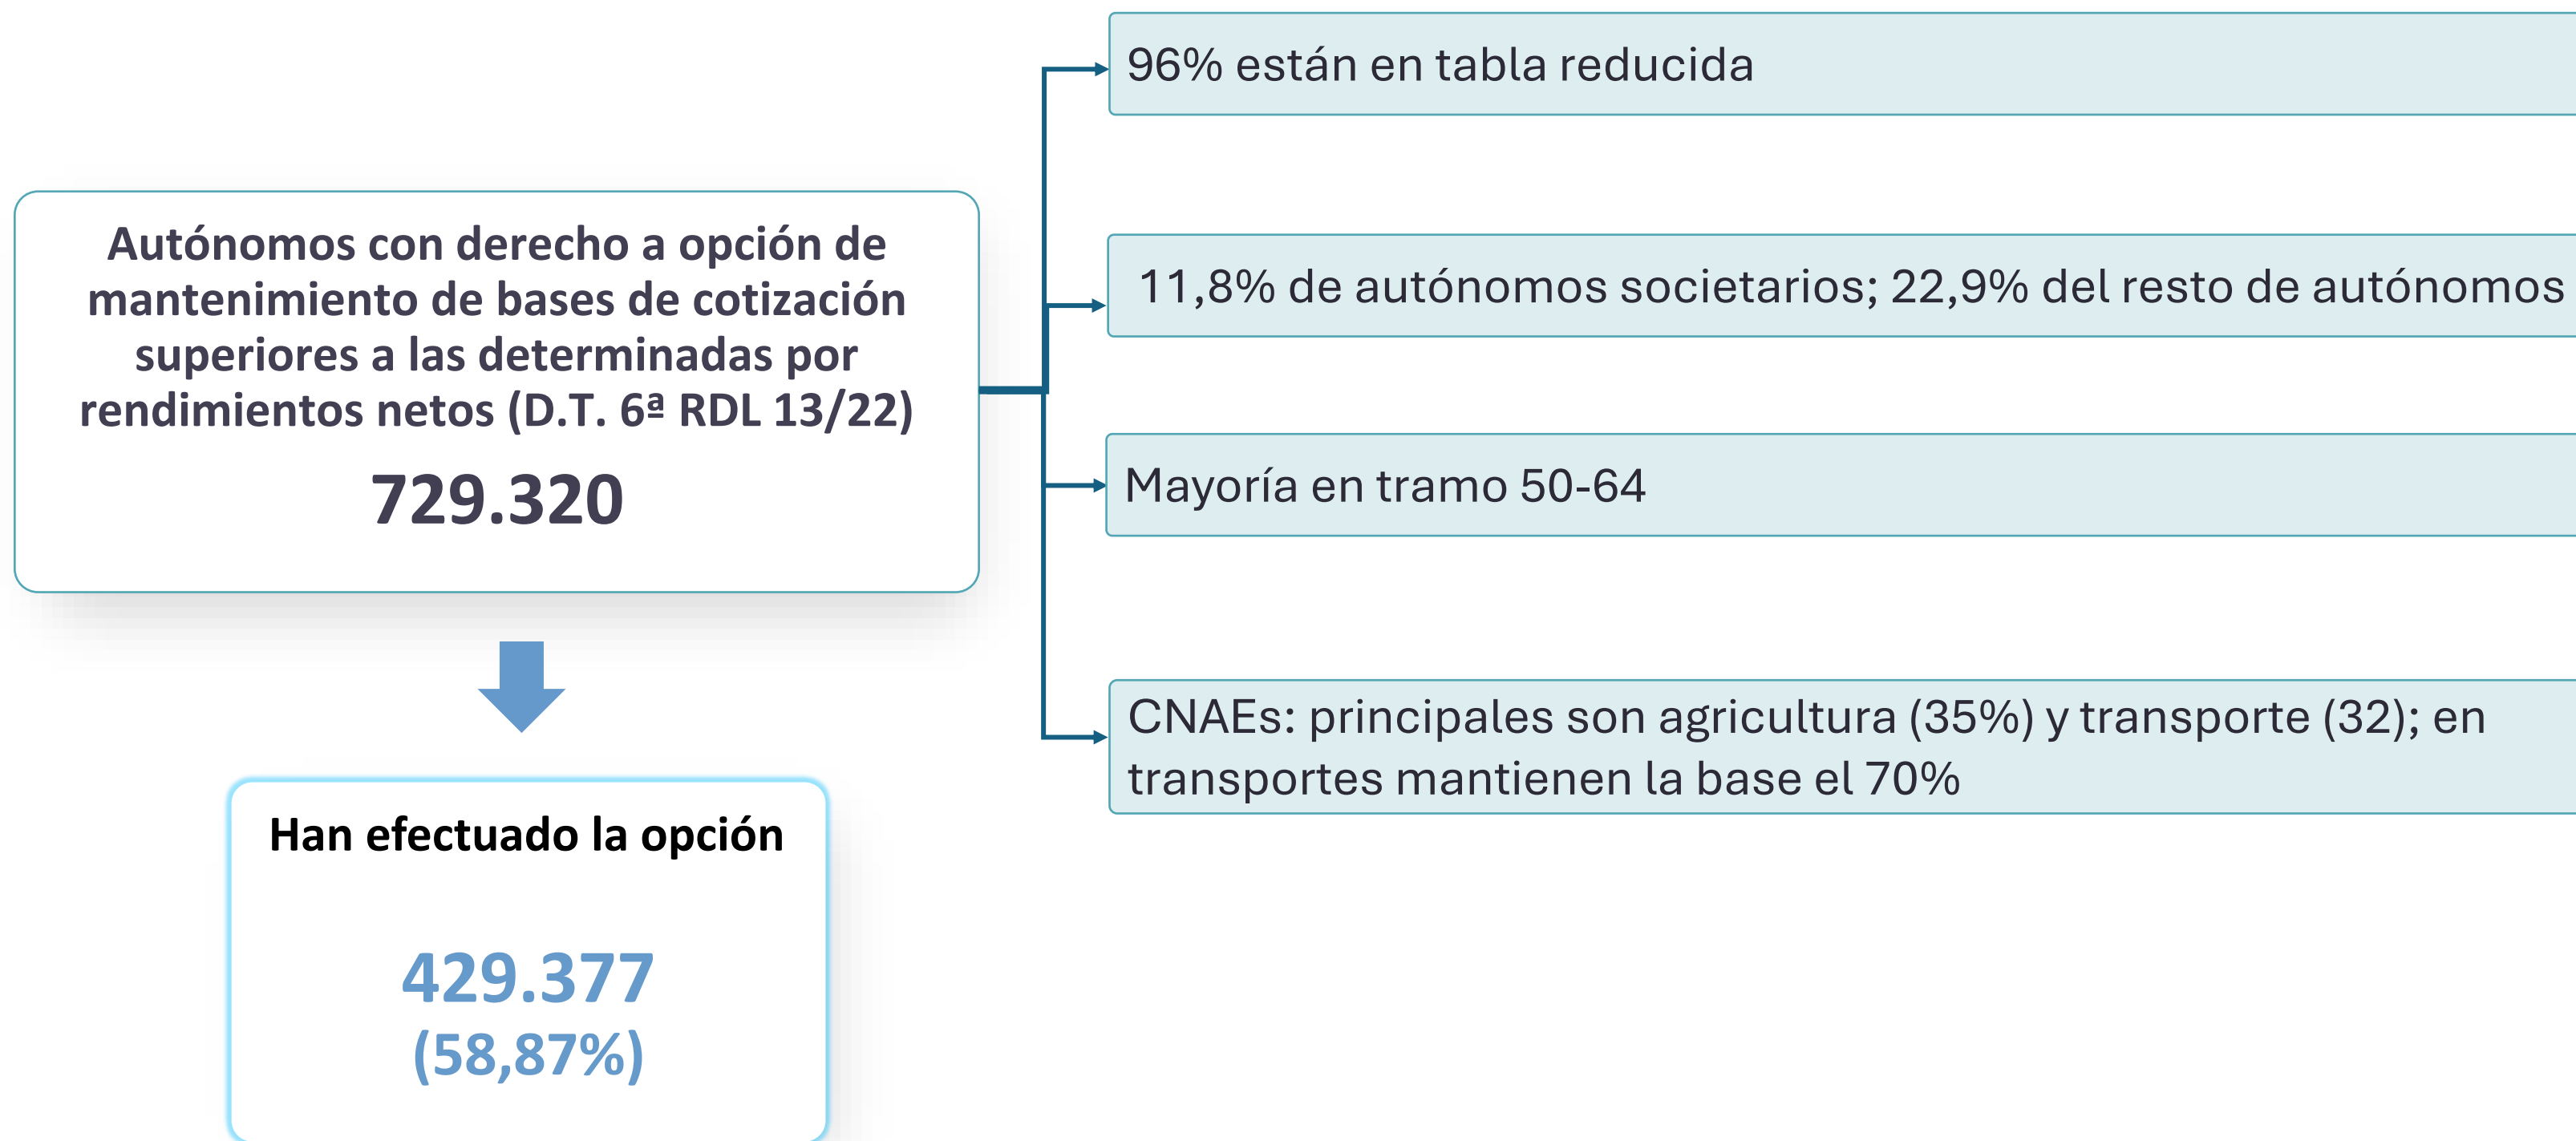 Autónomos con derecho a opción de
mantenimiento de bases de cotización
superiores a las determinadas por
rendimientos netos (D.T. 6ª RDL 13/22)
729.320
Han efectuado la opción
429.377
(58,87%)
96% están en tabla reducida
11,8% de autónomos societarios; 22,9% del resto de autónomos
Mayoría en tramo 50-64
CNAEs: principales son agricultura (35%) y transporte (32); en
transportes mantienen la base el 70%